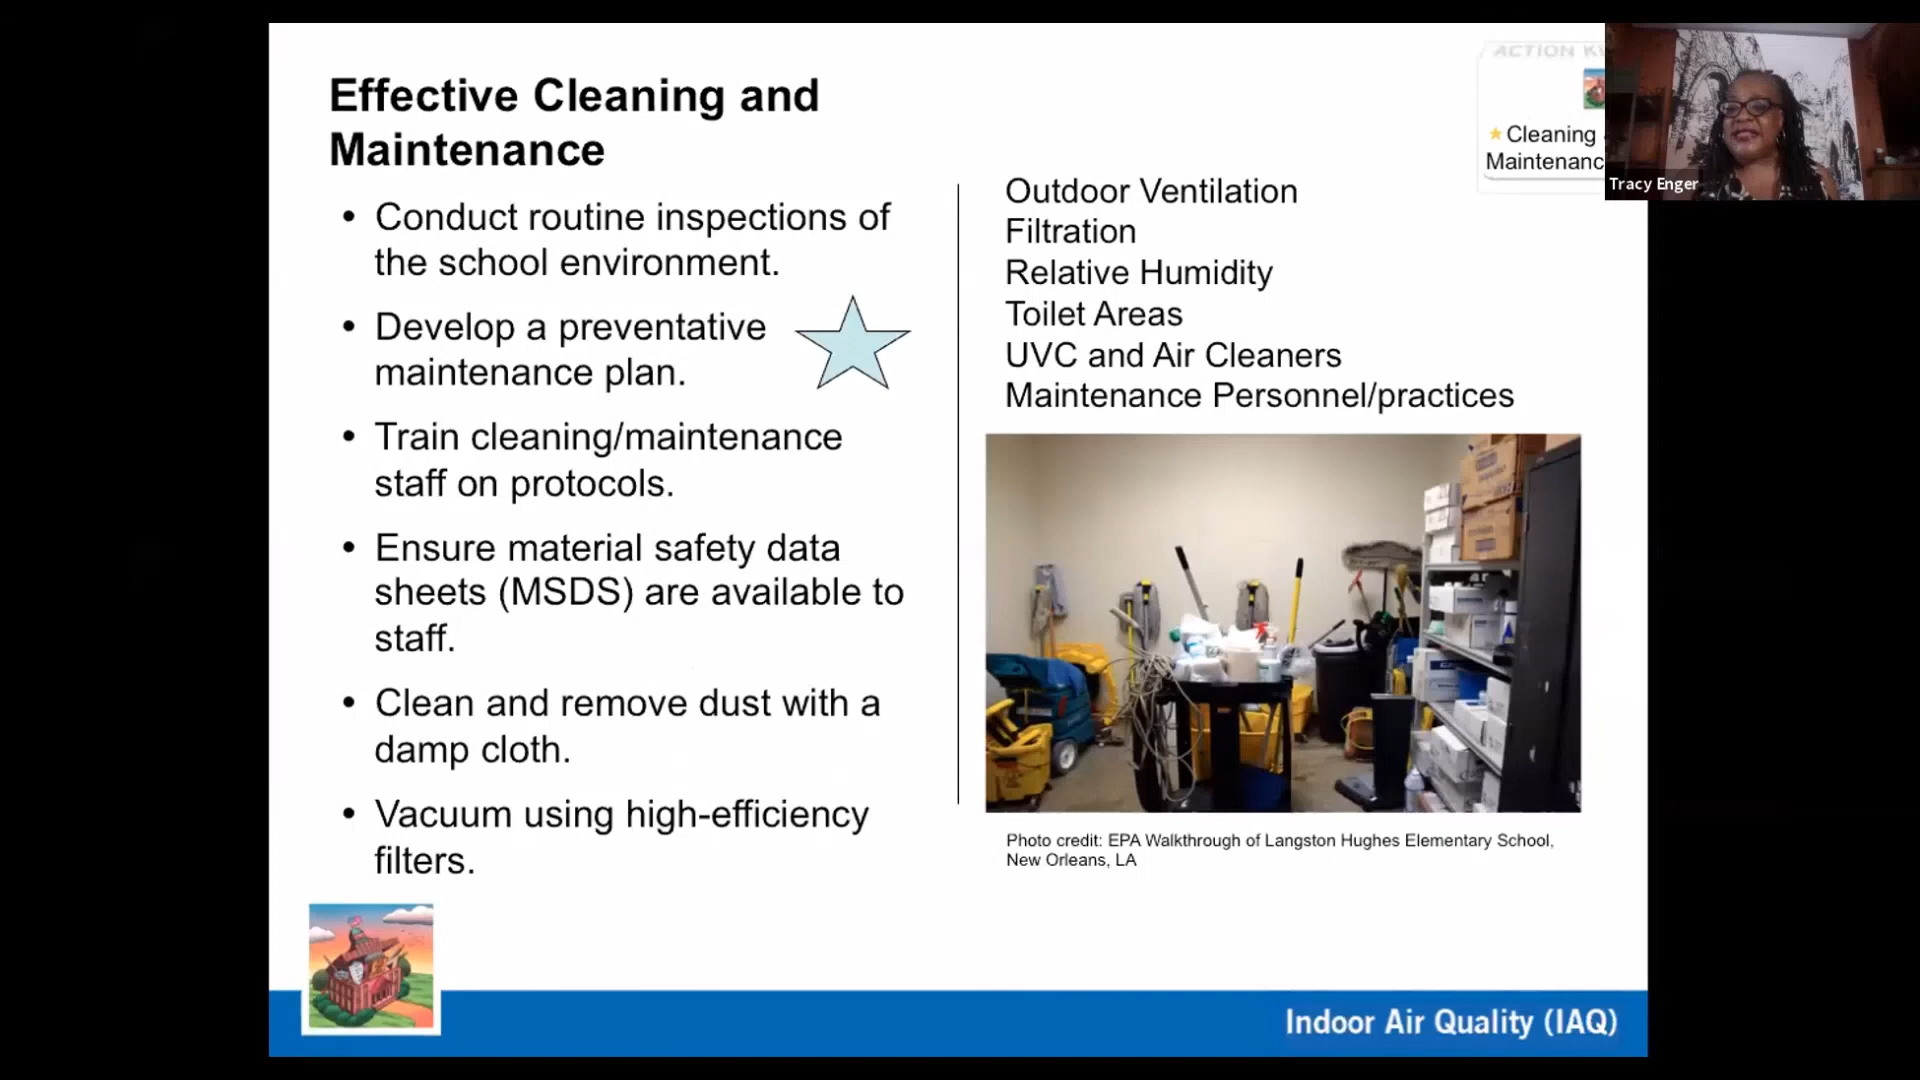 Effective Cleaning and
Maintenance
• Conduct routine inspections of
the school environment.
• Develop a preventative
maintenance plan.
• Train cleaning/maintenance
staff on protocols.
• Ensure material safety data
sheets (MSDS) are available to
staff.
• Clean and remove dust with a
damp cloth.
• Vacuum using high-efficiency
filters.
ACTION
Cleaning
Outdoor Ventilation
Filtration
Relative Humidity
Toilet Areas
UVC and Air Cleaners
Maintenance Personnel/practices
Photo credit: EPA Walkthrough of Langston Hughes Elementary School,
New Orleans, LA
Tracy Enger
Indoor Air Quality (IAQ)